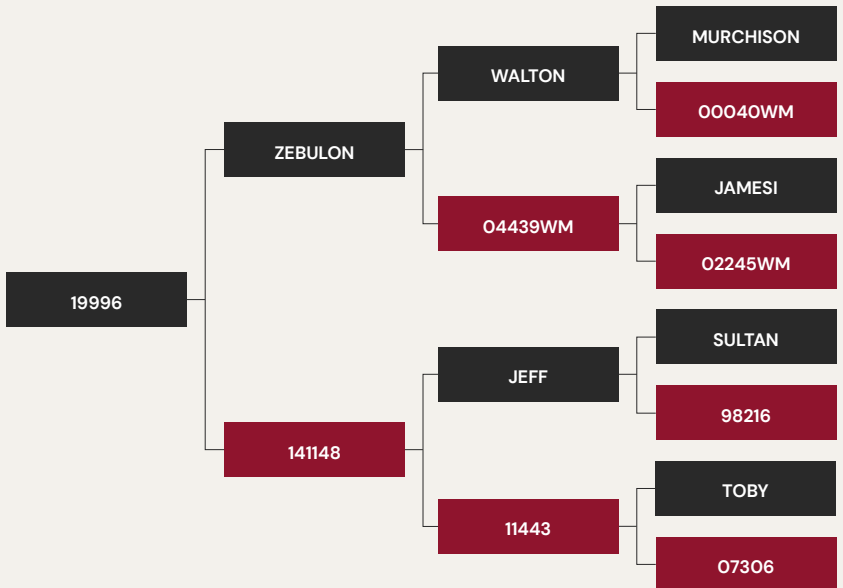 MURCHISON
WALTON
00040WM
ZEBULON
JAMESI
04439WM
02245WM
19996
SULTAN
JEFF
98216
141148
TOBY
11443
07306